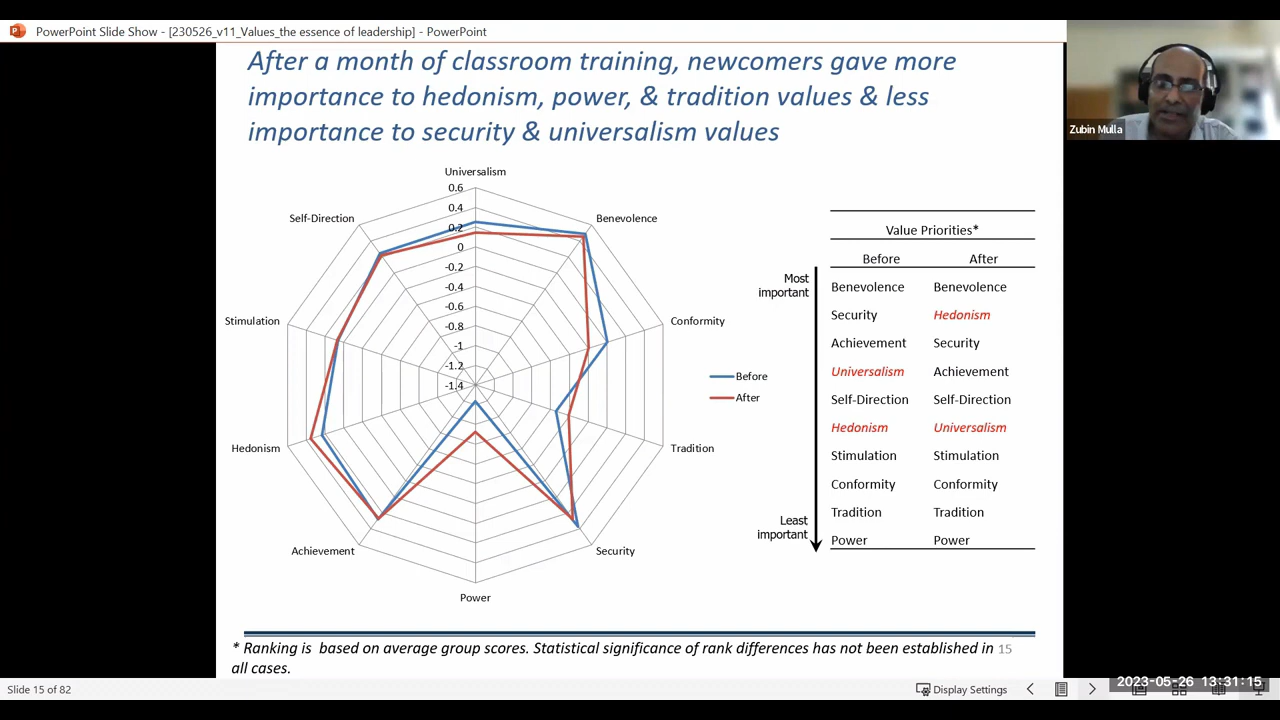 PowerPoint Slide Show - [230526_v11_Values_the essence of leadership] - PowerPoint
Zubin Mulla
After a month of classroom training, newcomers gave more
importance to hedonism, power, & tradition values & less
importance to security & universalism values
Universalism
Self-Direction
Benevolence
Stimulation
Conformity
Hedonism
Tradition
Achievement
Security
Power
0.6
0.4
0.2
0
-0.2
-0.4
-0.6
-0.8
-1
-1.2
-1.4
Before
After
Most
important
Least
important
Value Priorities*
Before After
Benevolence Benevolence
Security Hedonism
Achievement Security
Universalism Achievement
Self-Direction Self-Direction
Hedonism Universalism
Stimulation Stimulation
Conformity Conformity
Tradition Tradition
Power Power
* Ranking is based on average group scores. Statistical significance of rank differences has not been established in 15
all cases.
Slide 15 of 82
Display Settings
2023-05-26 13:31:15